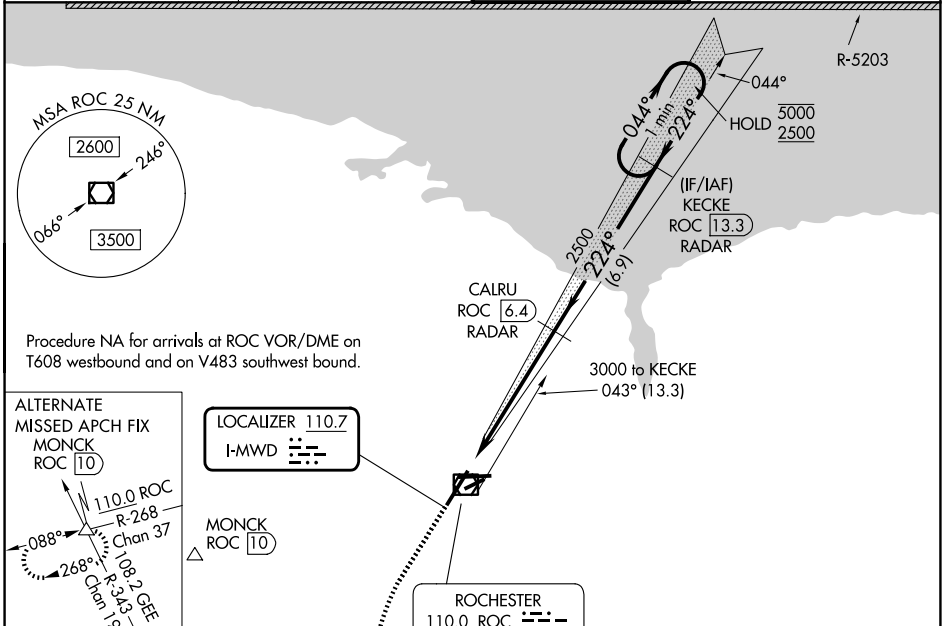 R-5203
044°
044°
1 min
224°
HOLD 5000
2500
MSA ROC 25 NM
2600
246°
066°
3500
(IF/IAF)
KECKE
ROC 13.3
RADAR
2500
224°
(6.9)
CALRU
ROC 6.4
RADAR
Procedure NA for arrivals at ROC VOR/DME on
T608 westbound and on V483 southwest bound.
3000 to KECKE
043° (13.3)
ALTERNATE
MISSED APCH FIX
MONCK
ROC 10
N
110.0 ROC
R-268
Chan 37
088°
268°
108.2 GEE
R-343
Chan 19
LOCALIZER 110.7
I-MWD
MONCK
ROC 10
ROCHESTER
110.0 ROC